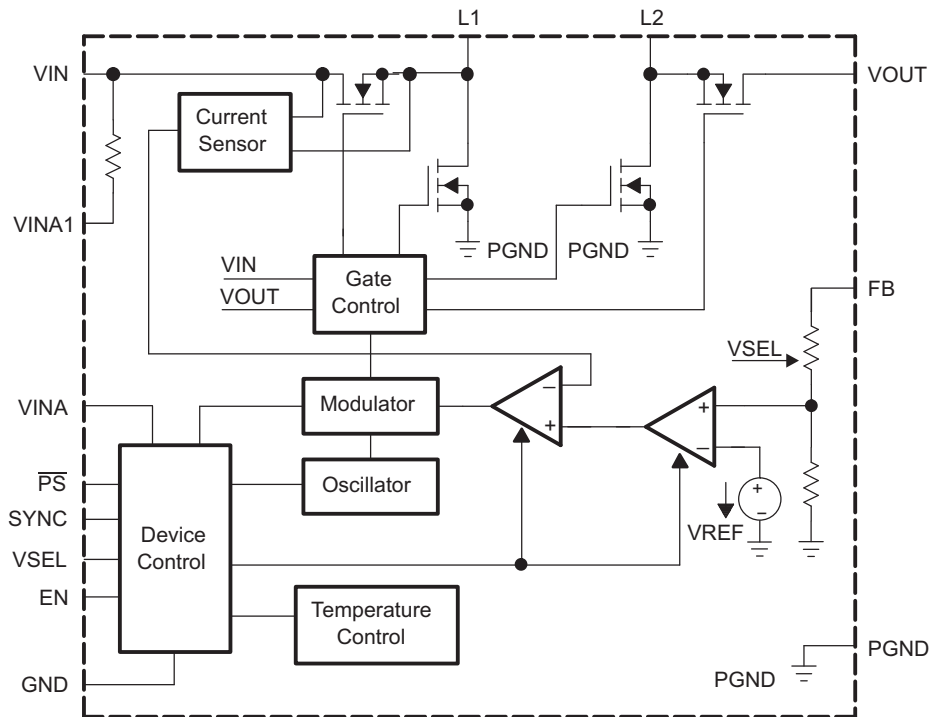 L1
L2
VIN
VOUT
Current
Sensor
VINA1
PGND
PGND
VIN
VOUT
Gate
Control
FB
VSEL
VINA
Modulator
−
+
+
−
PS
SYNC
VSEL
EN
Oscillator
Device
Control
+
−
VREF
Temperature
Control
GND
PGND
PGND